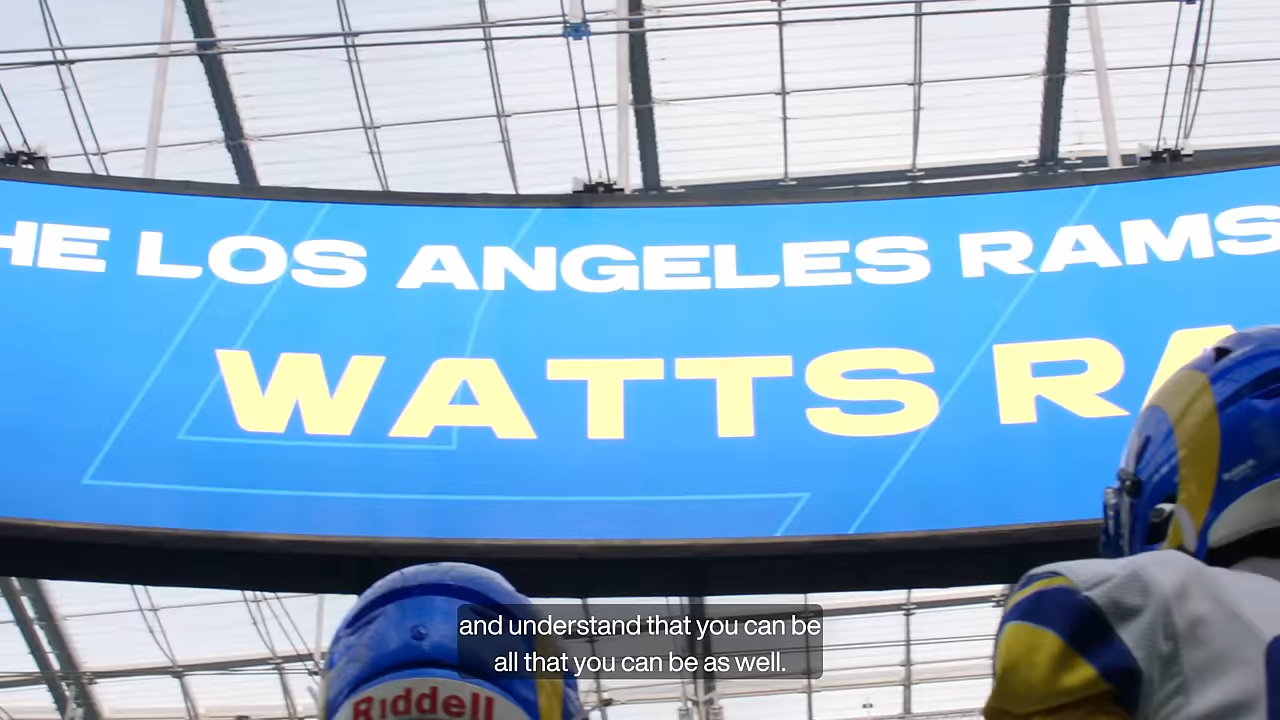 HE LOS ANGELES RAMS
WATTS RA
Riddell
and understand that you can be
all that you can be as well.